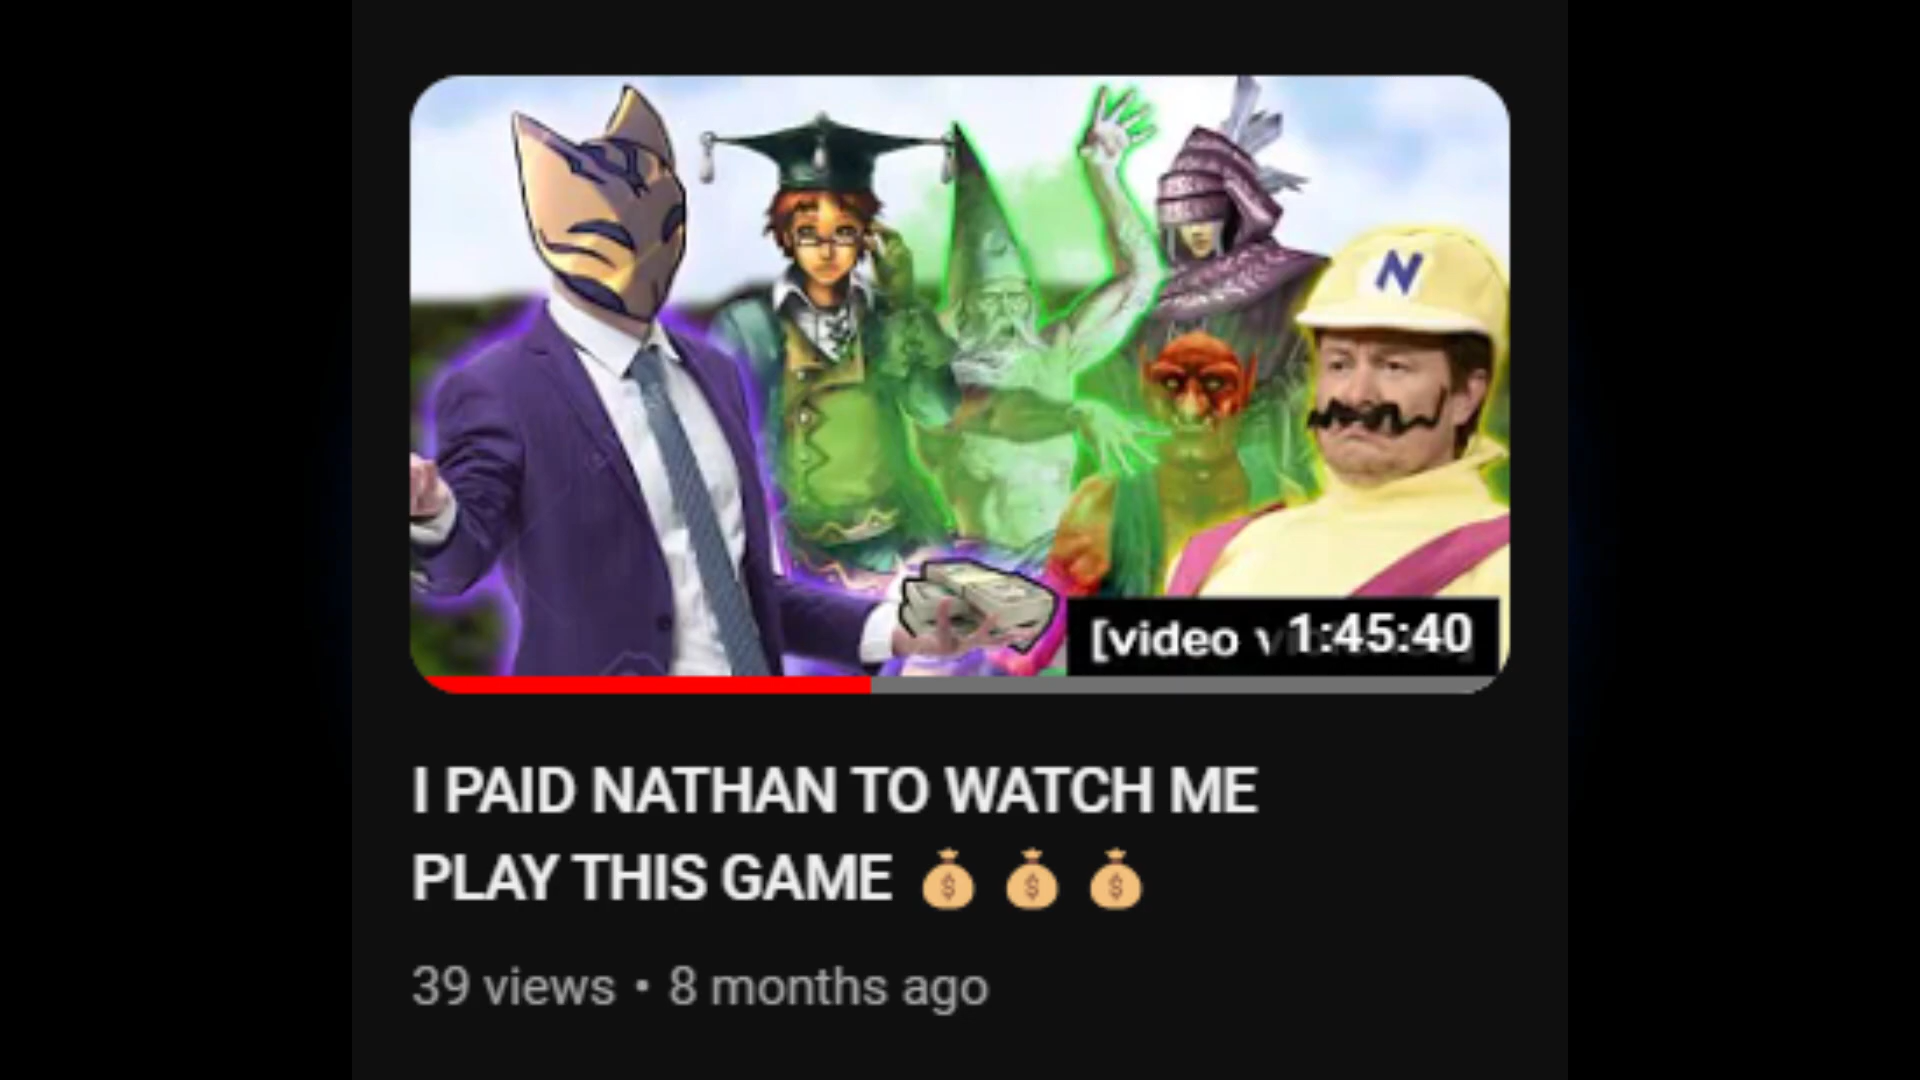 N
[video 1:45:40
I PAID NATHAN TO WATCH ME
PLAY THIS GAME 💰 💰 💰
39 views • 8 months ago